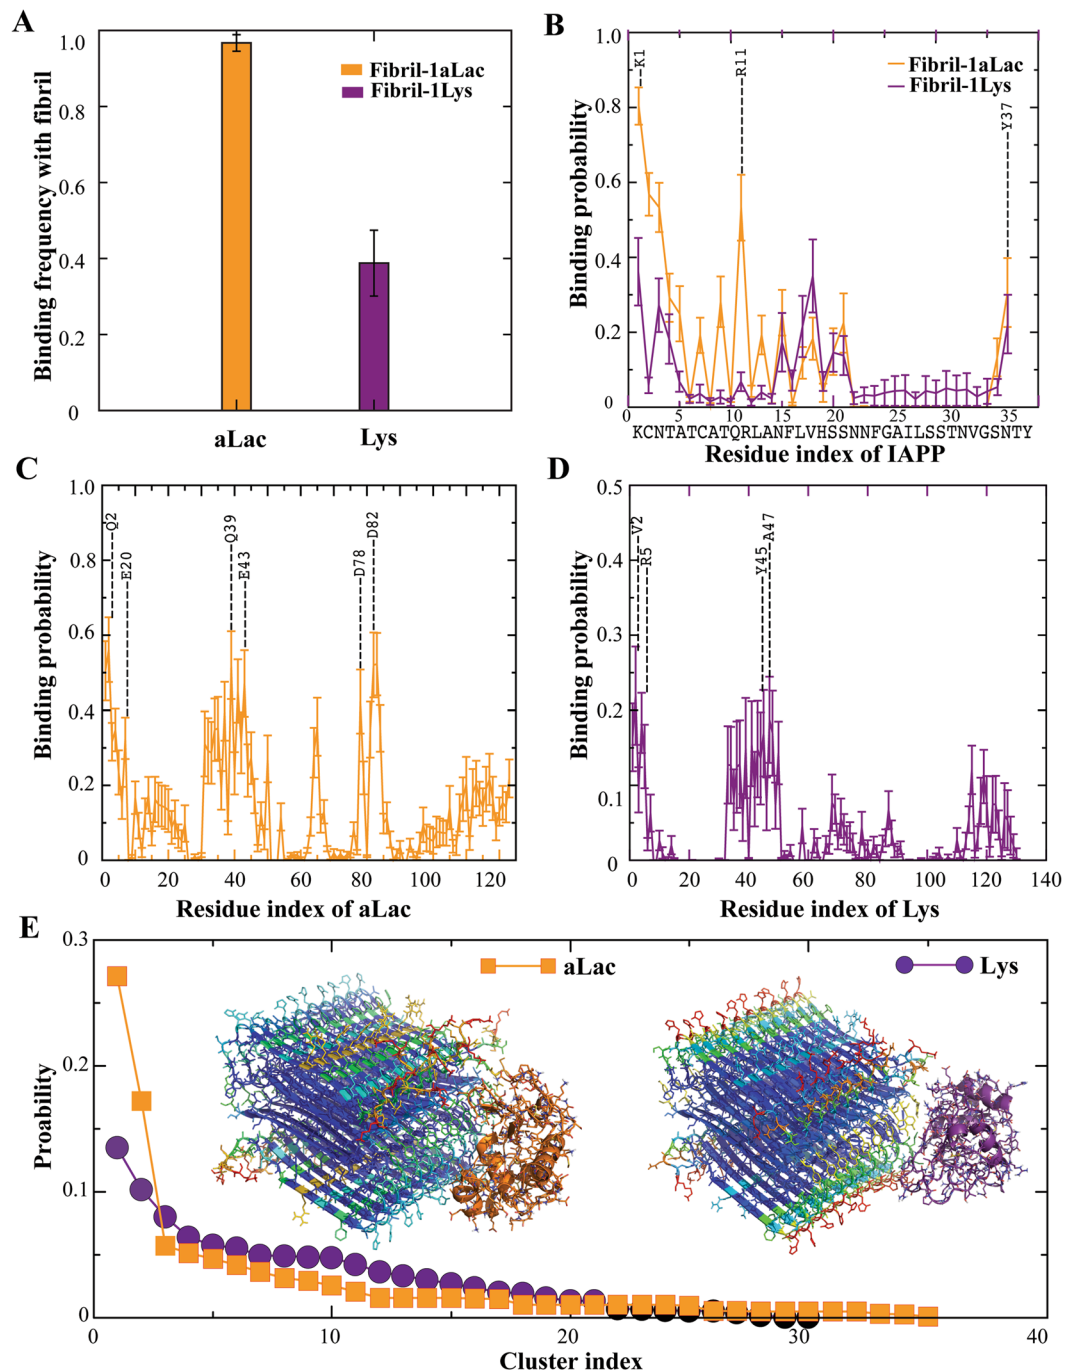 A
1.0
0.8
0.6
0.4
0.2
0
Binding frequency with fibril
Fibril-1aLac
Fibril-1Lys
aLac
Lys
B
1.0
0.8
0.6
0.4
0.2
0
Binding probability
K1
R11
Y37
Fibril-1aLac
Fibril-1Lys
0 5 10 15 20 25 30 35
KCNTATCATQRLANFLVHSSNNFGAILSSTNVGSNTY
Residue index of IAPP
C
1.0
0.8
0.6
0.4
0.2
0
Binding probability
Q2
E20
Q39
E43
D78
D82
0 20 40 60 80 100 120
Residue index of aLac
D
0.5
0.4
0.3
0.2
0.1
0
Binding probability
V2
R5
Y45
A47
0 20 40 60 80 100 120 140
Residue index of Lys
E
0.3
0.2
0.1
0
Proability
aLac
Lys
0 10 20 30 40
Cluster index